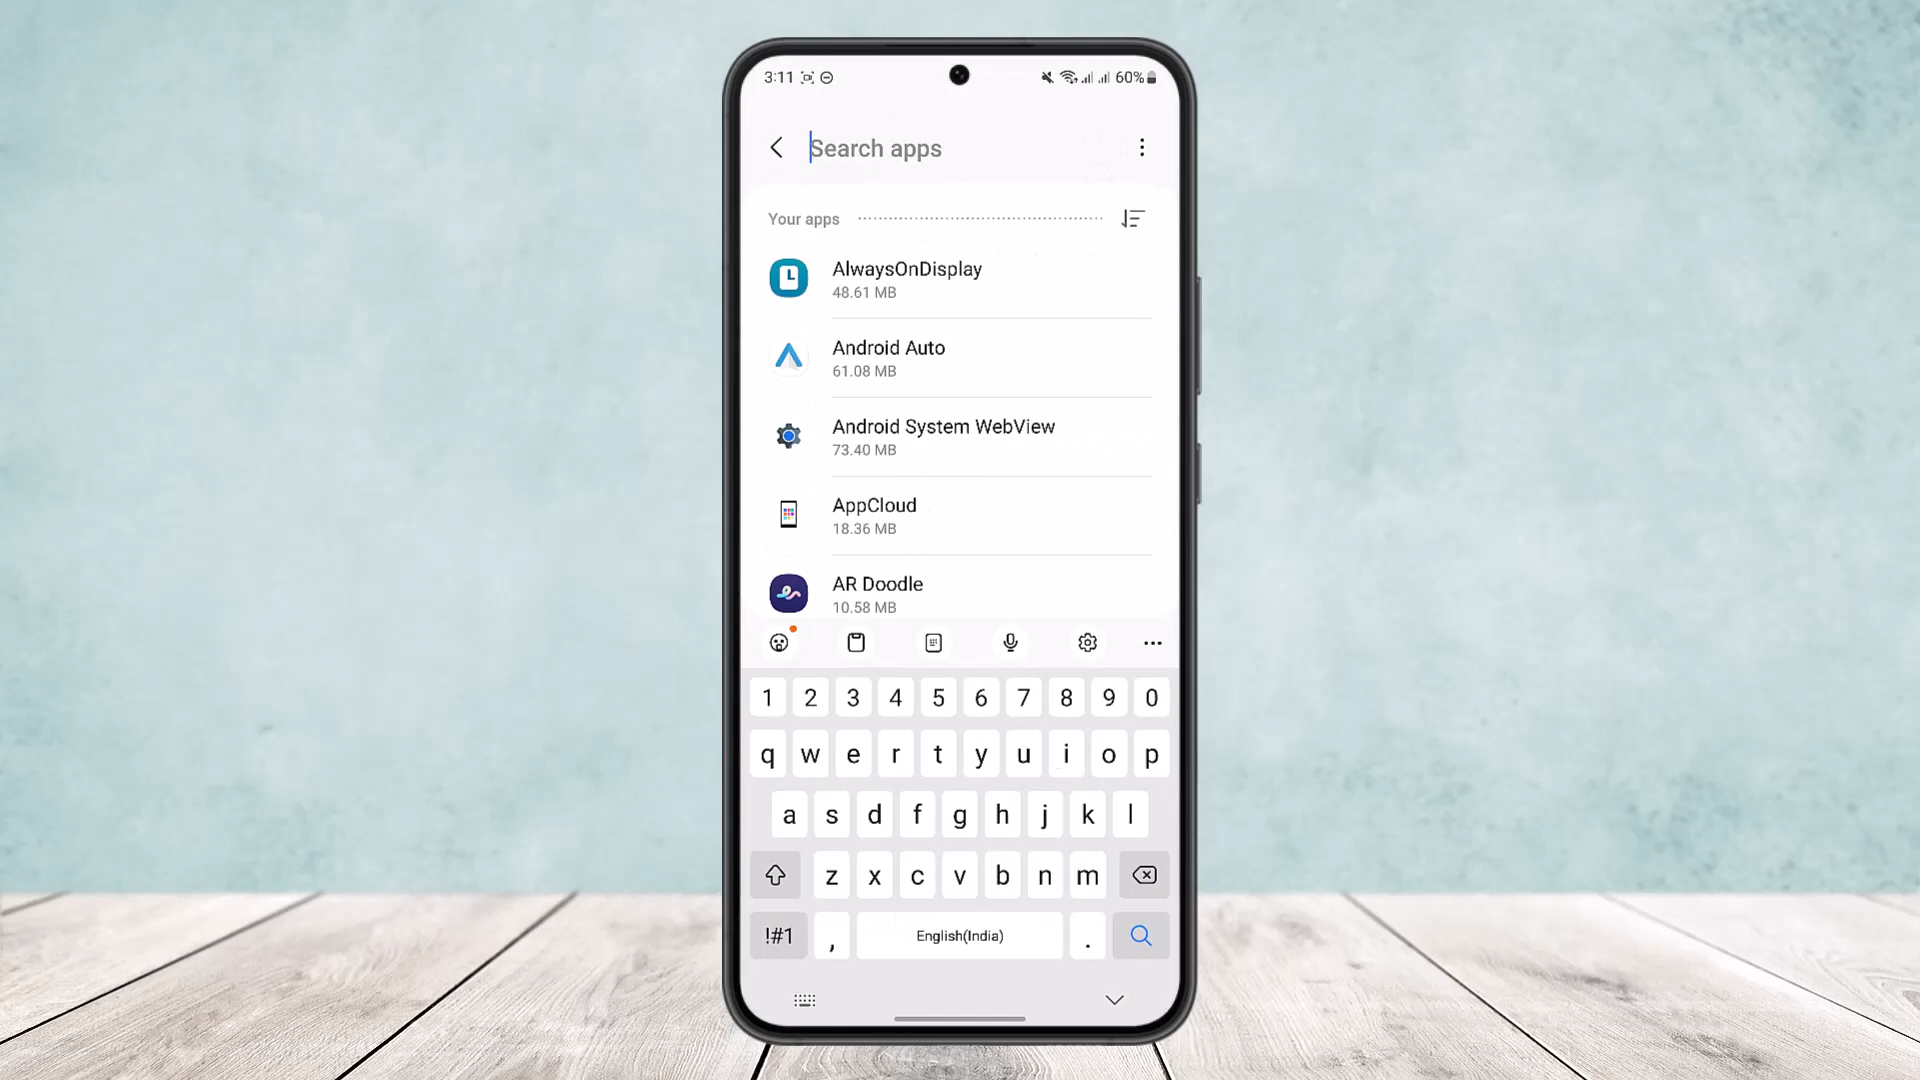 3:11 60%
Search apps
Your apps
AlwaysOnDisplay
48.61 MB
Android Auto
61.08 MB
Android System WebView
73.40 MB
AppCloud
18.36 MB
AR Doodle
10.58 MB
1 2 3 4 5 6 7 8 9 0
q w e r t y u i o p
a s d f g h j k l
z x c v b n m
!#1 , English(India) .